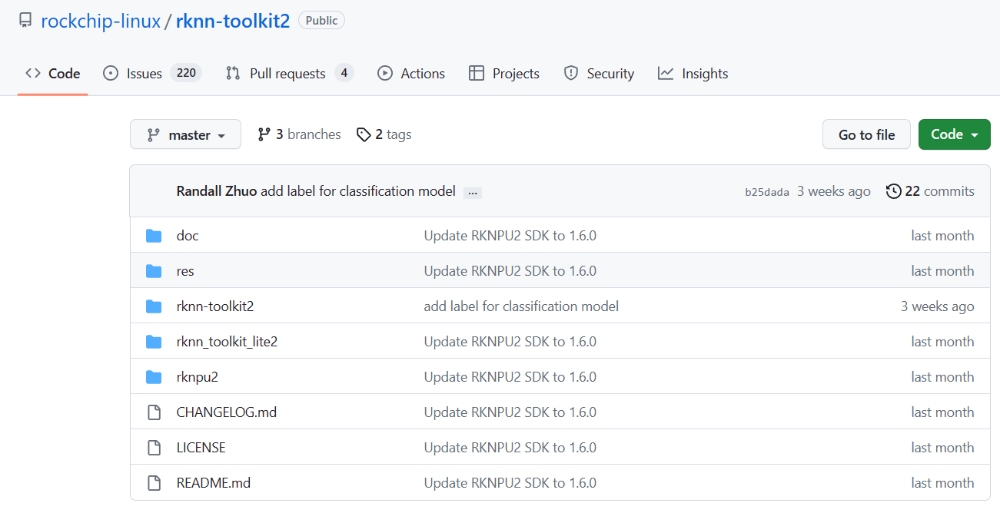 rockchip-linux / rknn-toolkit2 Public
Code Issues 220 Pull requests 4 Actions Projects Security Insights
master 3 branches 2 tags Go to file Code
Randall Zhuo add label for classification model ... b25dada 3 weeks ago 22 commits
doc Update RKNPU2 SDK to 1.6.0 last month
res Update RKNPU2 SDK to 1.6.0 last month
rknn-toolkit2 add label for classification model 3 weeks ago
rknn_toolkit_lite2 Update RKNPU2 SDK to 1.6.0 last month
rknpu2 Update RKNPU2 SDK to 1.6.0 last month
CHANGELOG.md Update RKNPU2 SDK to 1.6.0 last month
LICENSE Update RKNPU2 SDK to 1.6.0 last month
README.md Update RKNPU2 SDK to 1.6.0 last month